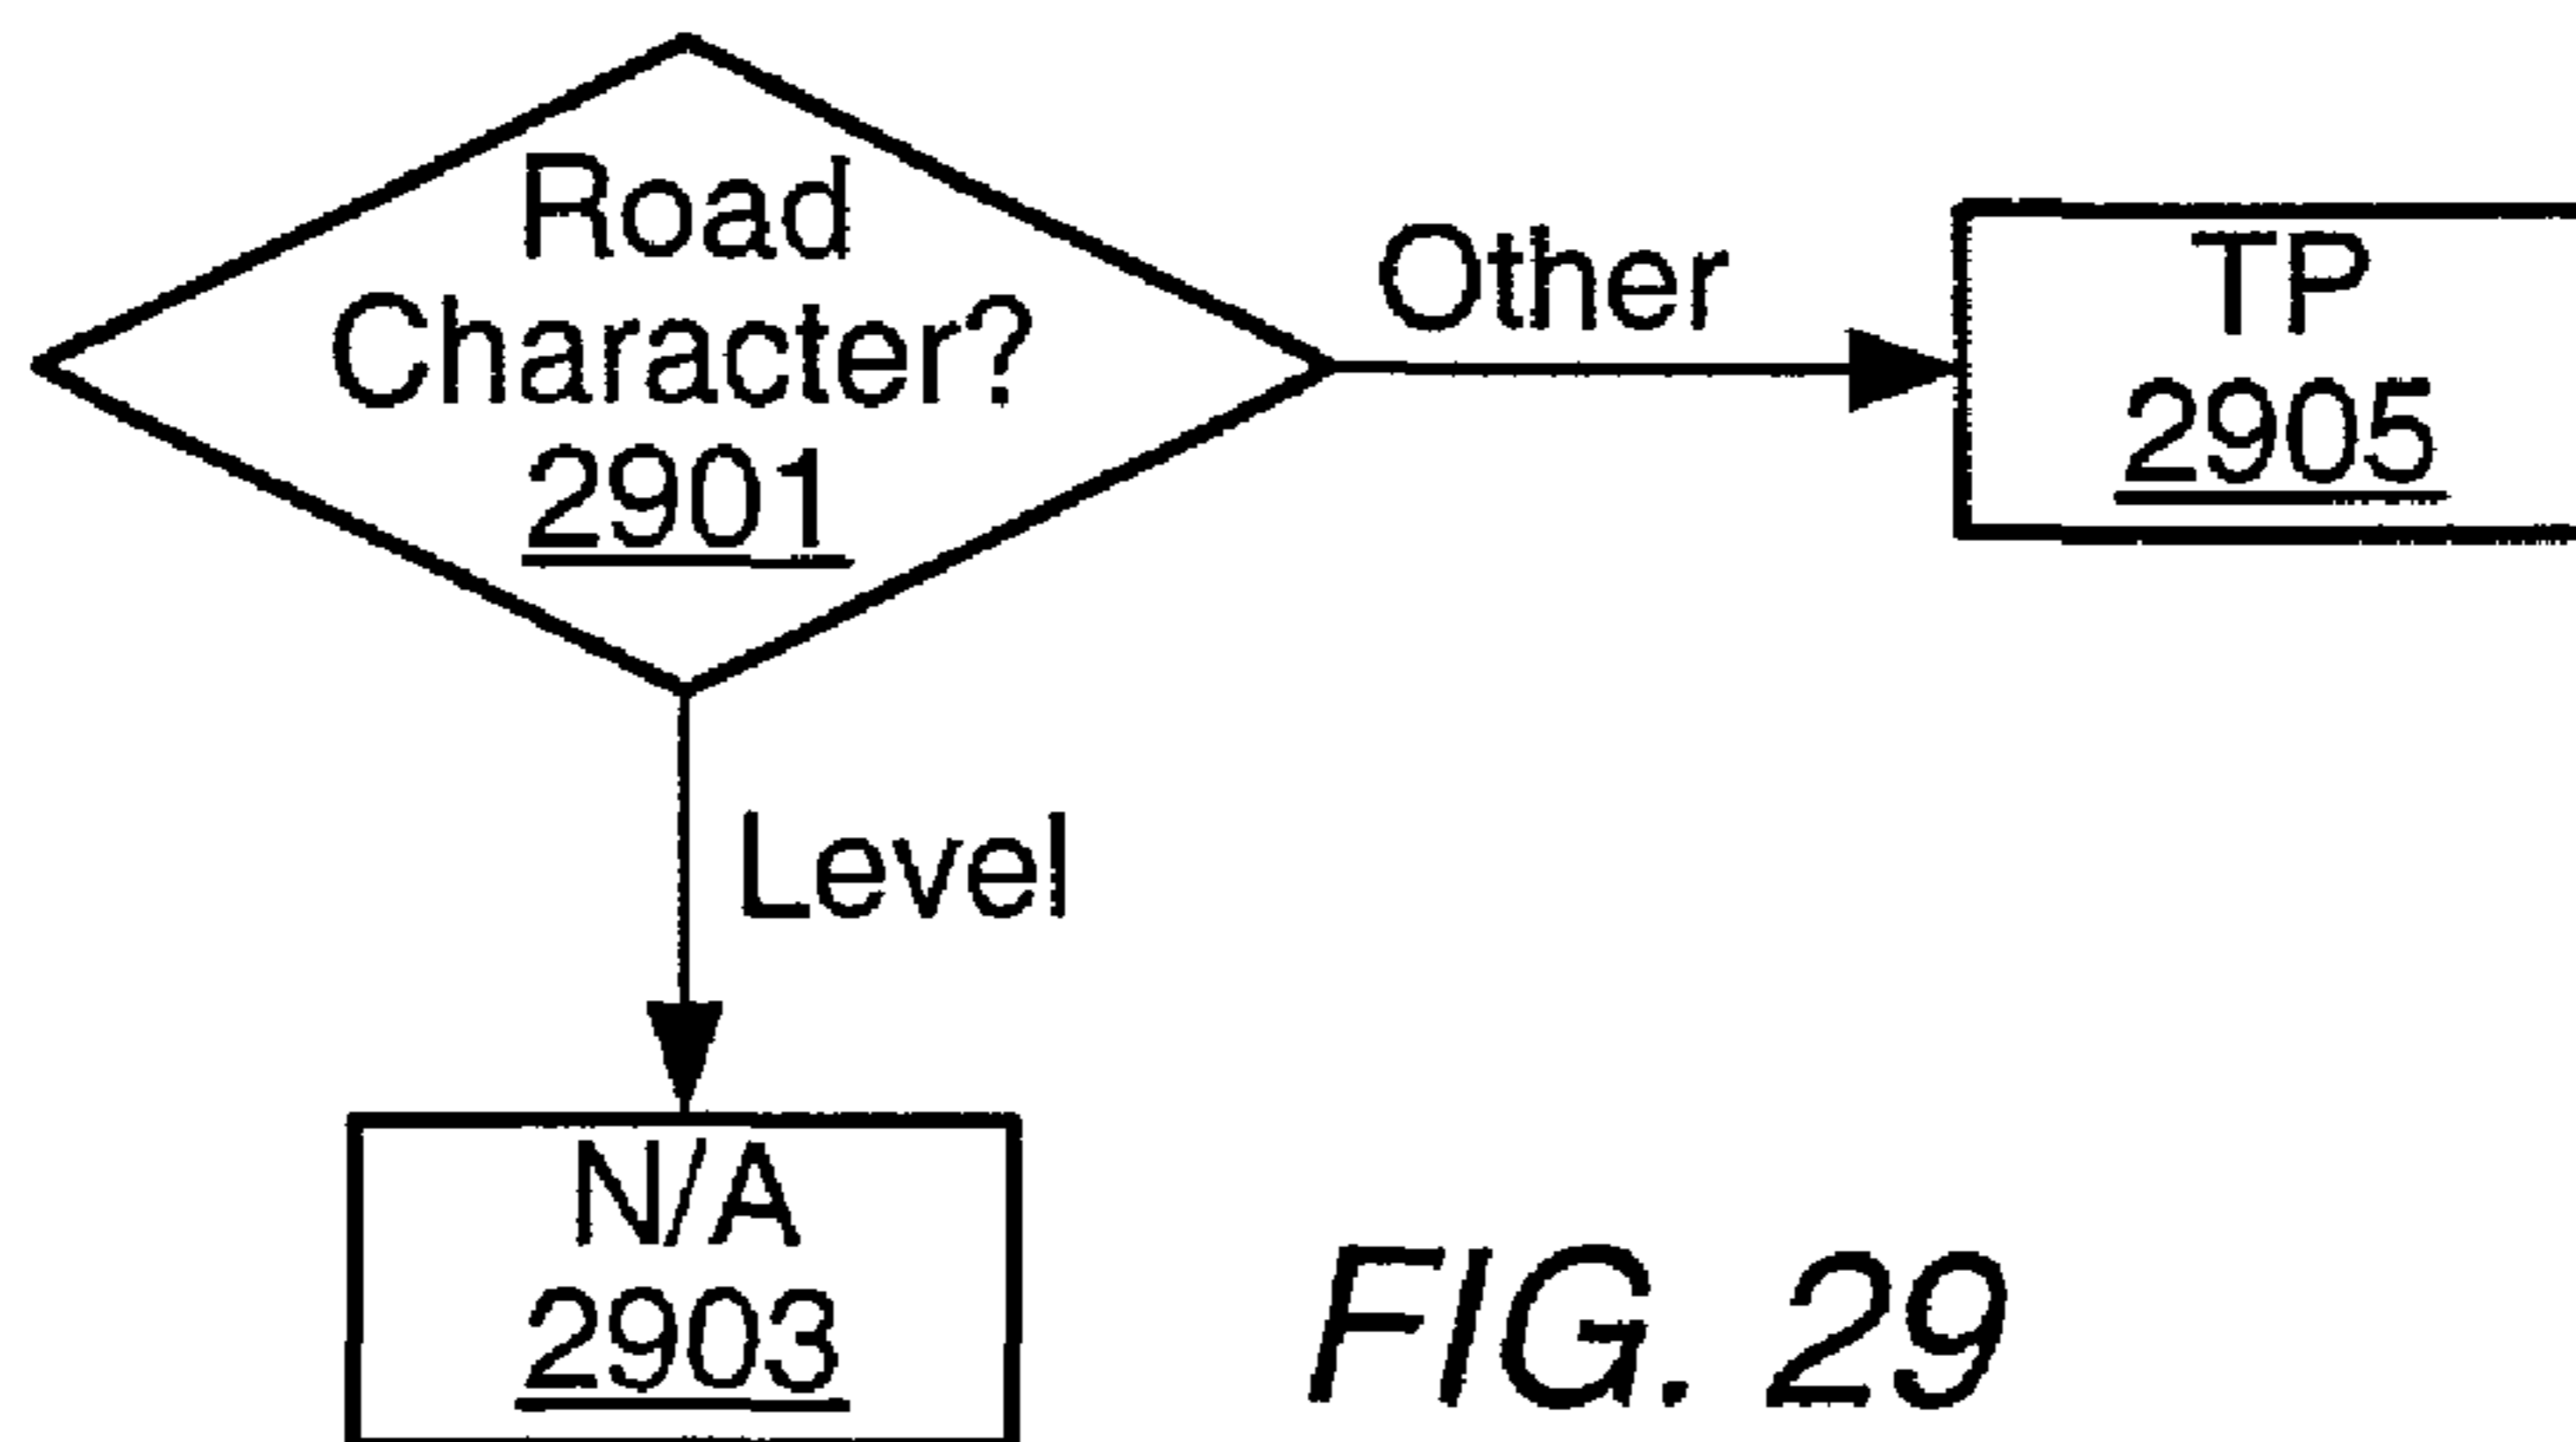 Road
Character?
2901
Other
TP
2905
Level
N/A
2903
FIG. 29